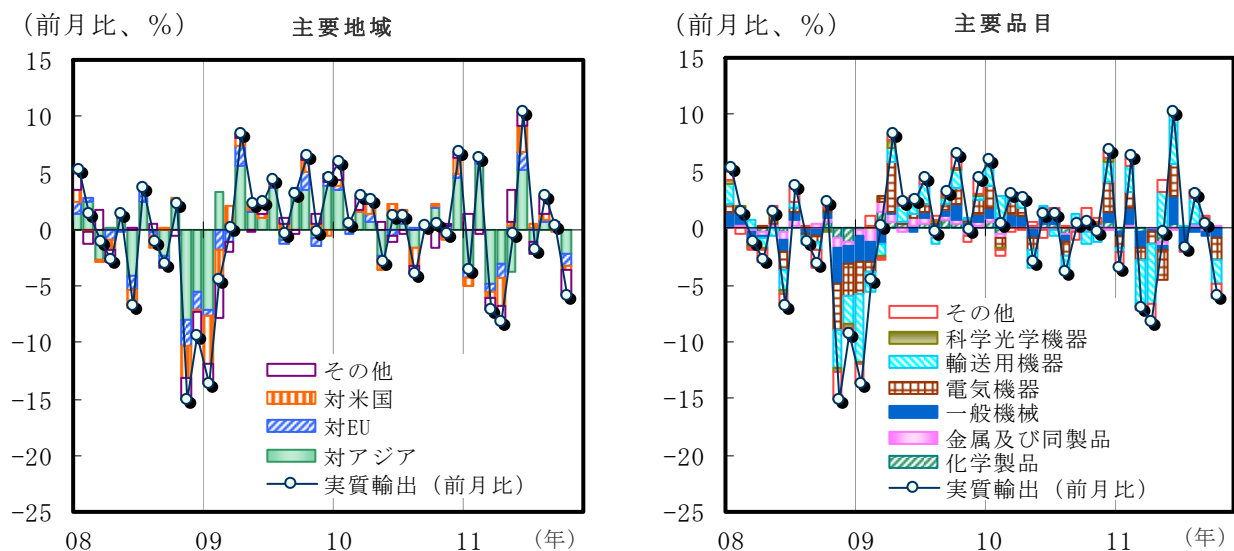 (前月比、%)
主要地域
15
10
5
0
-5
-10
-15
-20
-25
その他
対米国
対EU
対アジア
実質輸出（前月比）
08 09 10 11 (年)
(前月比、%)
主要品目
15
10
5
0
-5
-10
-15
-20
-25
その他
科学光学機器
輸送用機器
電気機器
一般機械
金属及び同製品
化学製品
実質輸出（前月比）
08 09 10 11 (年)